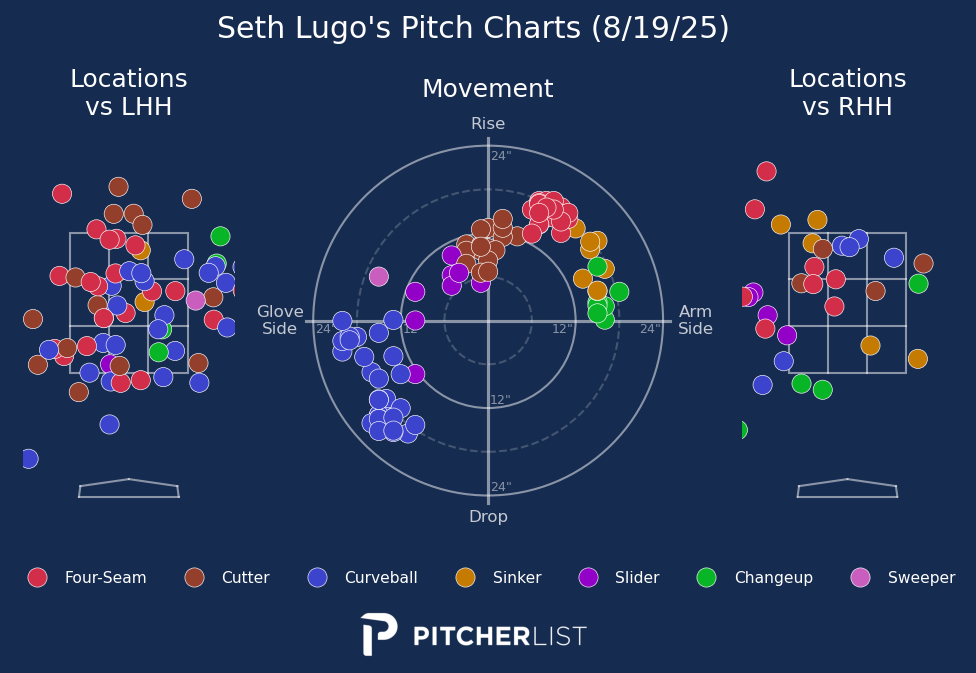 Seth Lugo's Pitch Charts (8/19/25)
Locations
vs LHH
Movement
Locations
vs RHH
Rise
24"
Glove
Side
24"
12"
12"
24"
Arm
Side
12"
24"
Drop
Four-Seam
Cutter
Curveball
Sinker
Slider
Changeup
Sweeper
PITCHERLIST